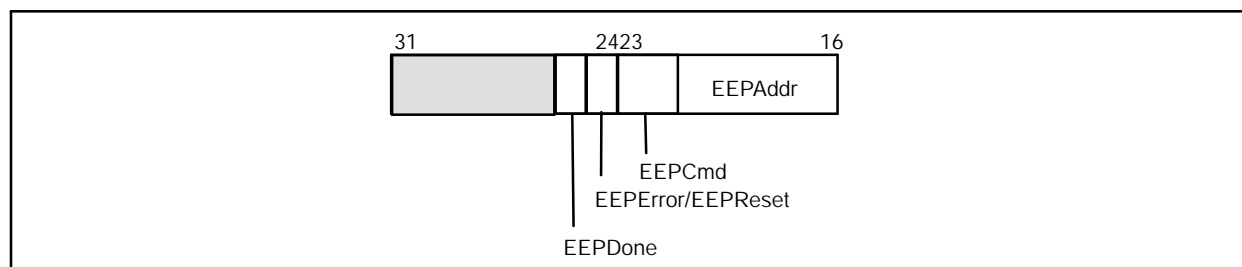 31 2423 16
EEPAddr
EEPCmd
EEPError/EEPReset
EEPDone